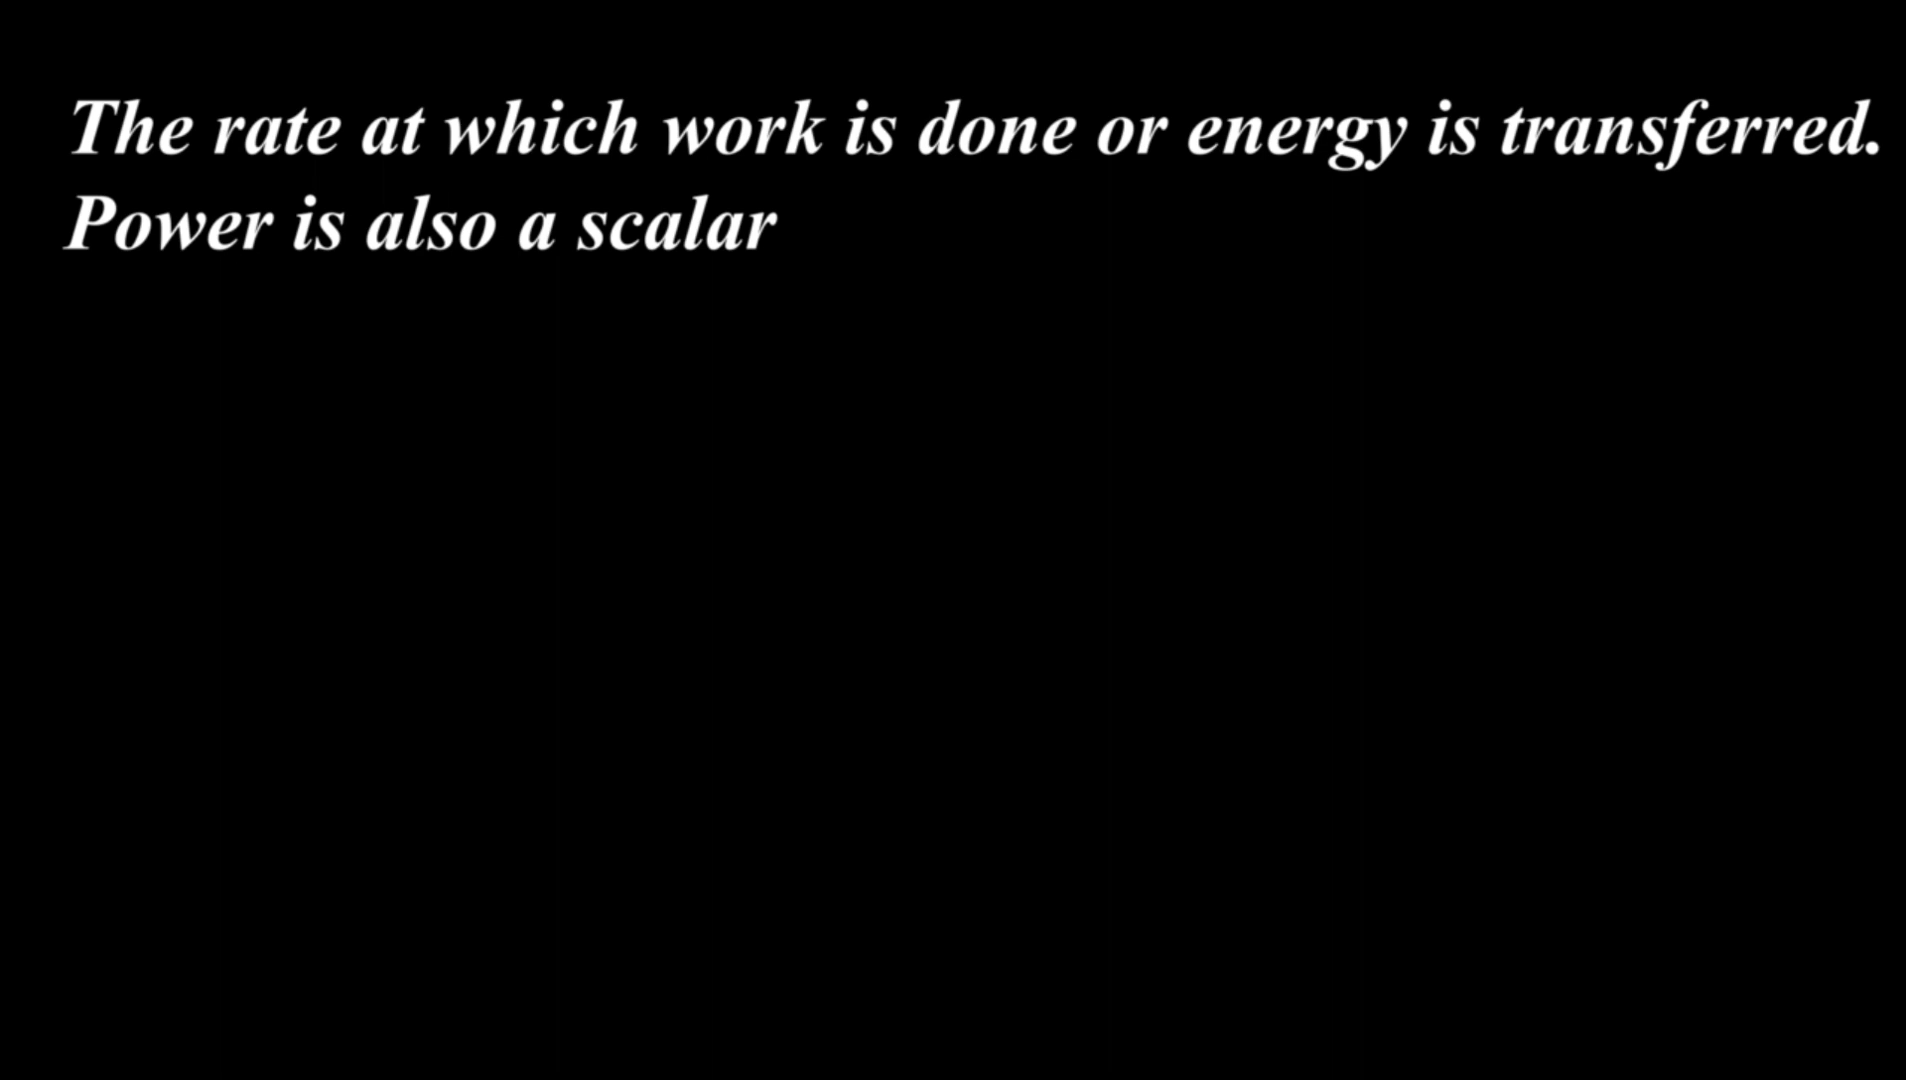 The rate at which work is done or energy is transferred.
Power is also a scalar